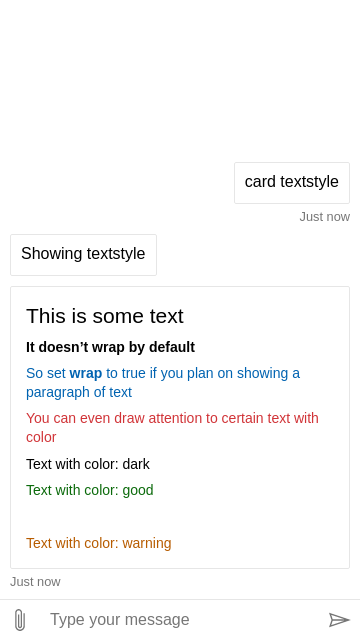 card textstyle
Just now
Showing textstyle
This is some text
It doesn’t wrap by default
So set wrap to true if you plan on showing a
paragraph of text
You can even draw attention to certain text with
color
Text with color: dark
Text with color: good
Text with color: warning
Just now
Type your message